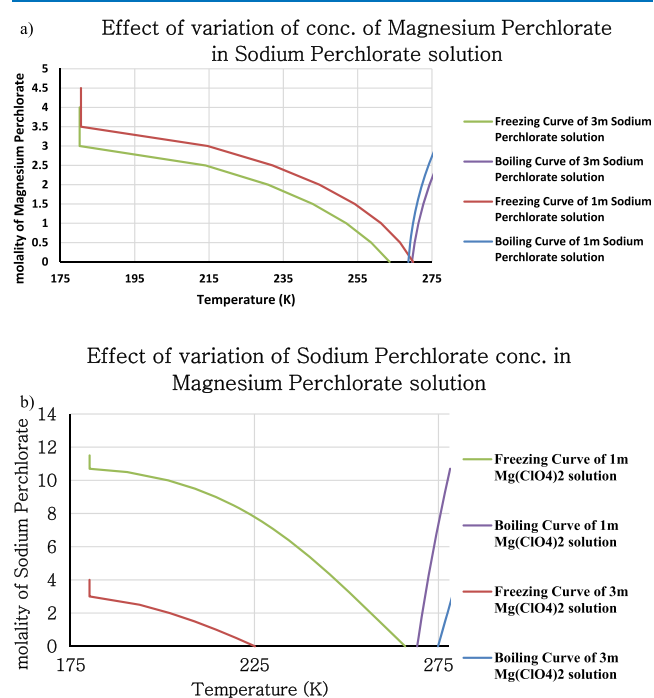 a)
Effect of variation of conc. of Magnesium Perchlorate
in Sodium Perchlorate solution
molality of Magnesium Perchlorate
5
4.5
4
3.5
3
2.5
2
1.5
1
0.5
0
175 195 215 235 255 275
Temperature (K)
Freezing Curve of 3m Sodium
Perchlorate solution
Boiling Curve of 3m Sodium
Perchlorate solution
Freezing Curve of 1m Sodium
Perchlorate solution
Boiling Curve of 1m Sodium
Perchlorate solution
Effect of variation of Sodium Perchlorate conc. in
Magnesium Perchlorate solution
b)
molality of Sodium Perchlorate
14
12
10
8
6
4
2
0
175 225 275
Temperature (K)
Freezing Curve of 1m
Mg(ClO4)2 solution
Boiling Curve of 1m
Mg(ClO4)2 solution
Freezing Curve of 3m
Mg(ClO4)2 solution
Boiling Curve of 3m
Mg(ClO4)2 solution